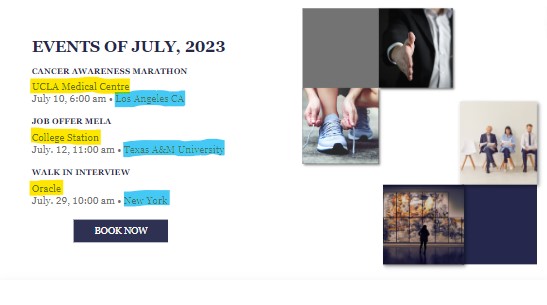 EVENTS OF JULY, 2023
CANCER AWARENESS MARATHON
UCLA Medical Centre
July 10, 6:00 am • Los Angeles CA
JOB OFFER MELA
College Station
July. 12, 11:00 am • Texas A&M University
WALK IN INTERVIEW
Oracle
July. 29, 10:00 am • New York
BOOK NOW